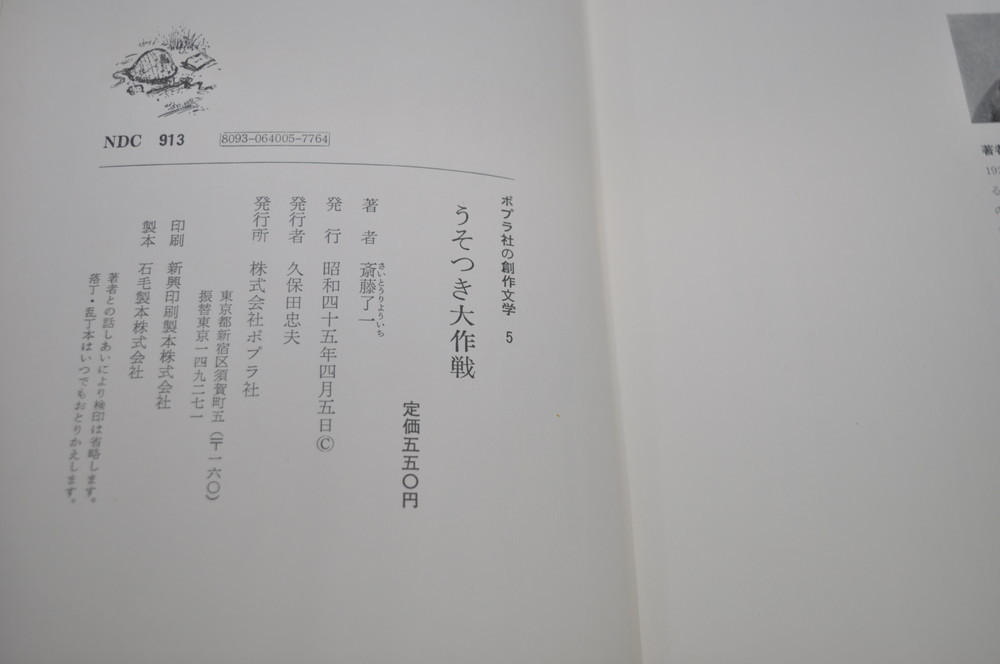 NDC 913
8093-064005-7764
ポプラ社の創作文学 5
うそつき大作戦
定価五五〇円
著者 斎藤了一
さいとうりよういち
発行 昭和四十五年四月五日©
発行者 久保田忠夫
発行所 株式会社ポプラ社
東京都新宿区須賀町五(〒一六〇)
振替東京一四九二七一
印刷 新興印刷製本株式会社
製本 石毛製本株式会社
著者との話しあいにより検印は省略します。
落丁・乱丁本はいつでもおとりかえします。
著者